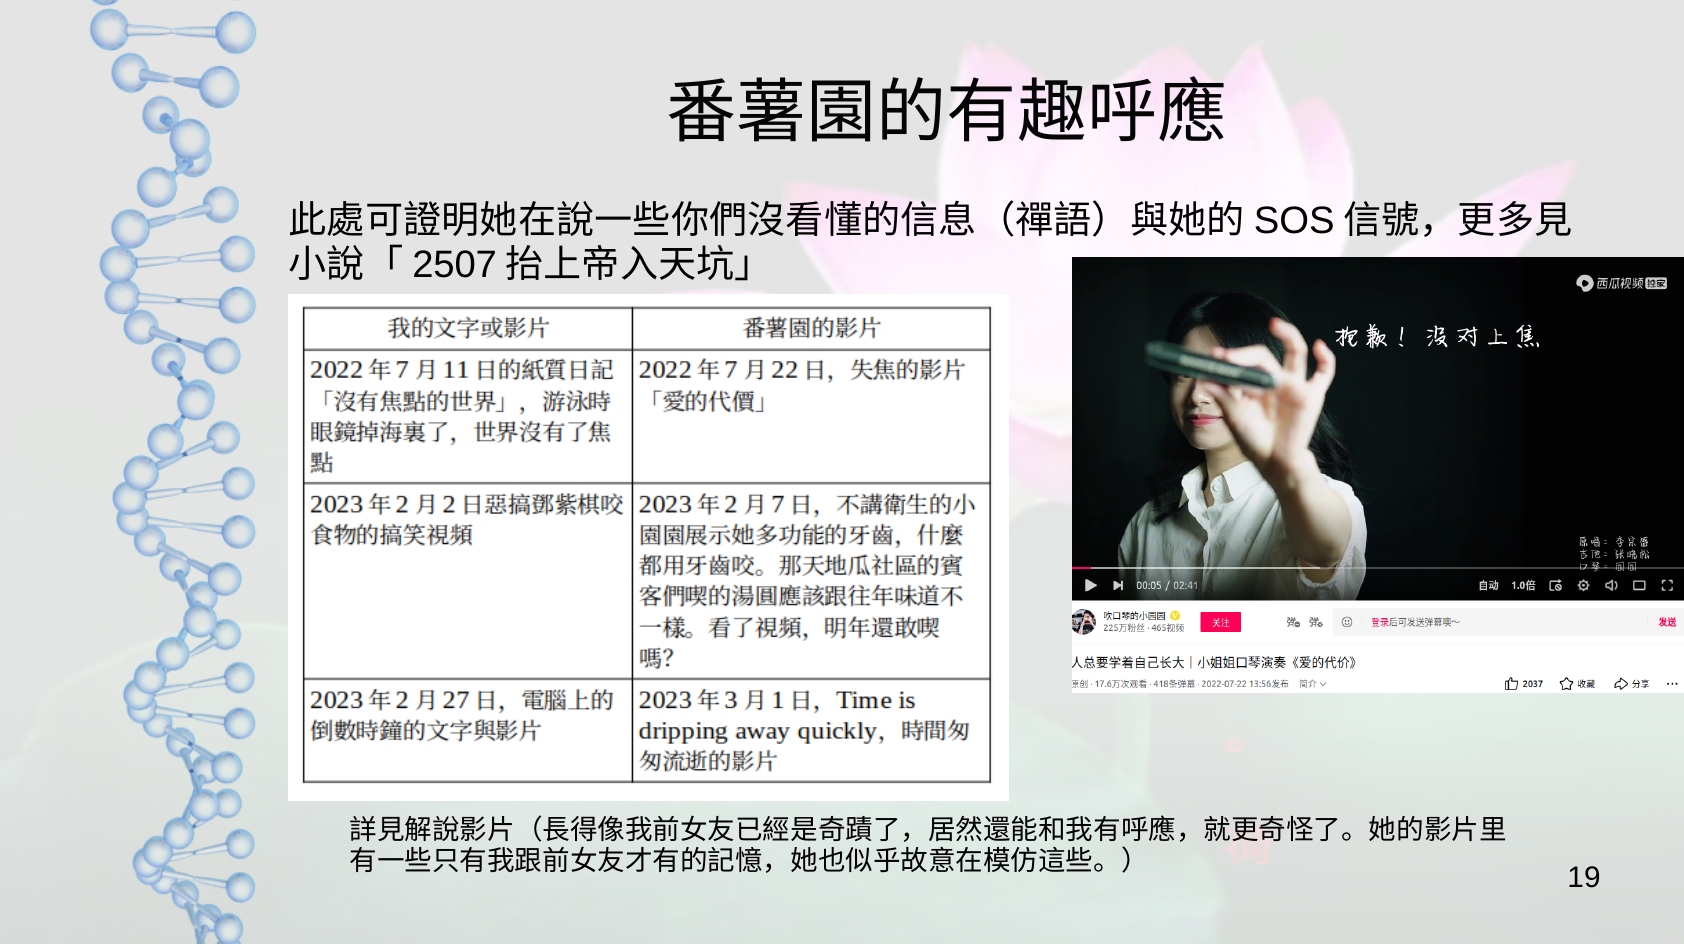 番薯園的有趣呼應
此處可證明她在說一些你們沒看懂的信息（禪語）與她的 SOS 信號，更多見
小說「 2507 抬上帝入天坑」
我的文字或影片
番薯園的影片
2022 年 7 月 11 日的紙質日記
「沒有焦點的世界」，游泳時
眼鏡掉海裏了，世界沒有了焦
點
2022 年 7 月 22 日，失焦的影片
「愛的代價」
2023 年 2 月 2 日惡搞鄧紫棋咬
食物的搞笑視頻
2023 年 2 月 7 日，不講衛生的小
園園展示她多功能的牙齒，什麼
都用牙齒咬。那天地瓜社區的賓
客們喫的湯圓應該跟往年味道不
一樣。看了視頻，明年還敢喫
嗎？
2023 年 2 月 27 日，電腦上的
倒數時鐘的文字與影片
2023 年 3 月 1 日，Time is
dripping away quickly，時間匆
匆流逝的影片
西瓜视频 独家
抱歉！没对上焦
原唱：李宗盛
吉他：张晓松
口琴：园园
00:05 / 02:41
自动 1.0倍
吹口琴的小园园
225万粉丝 · 465视频
关注
登录后可发送弹幕噢～
发送
人总要学着自己长大｜小姐姐口琴演奏《爱的代价》
原创 · 17.6万次观看 · 418条弹幕 · 2022-07-22 13:56发布 简介
2037 收藏 分享
詳見解說影片（長得像我前女友已經是奇蹟了，居然還能和我有呼應，就更奇怪了。她的影片里
有一些只有我跟前女友才有的記憶，她也似乎故意在模仿這些。）
19